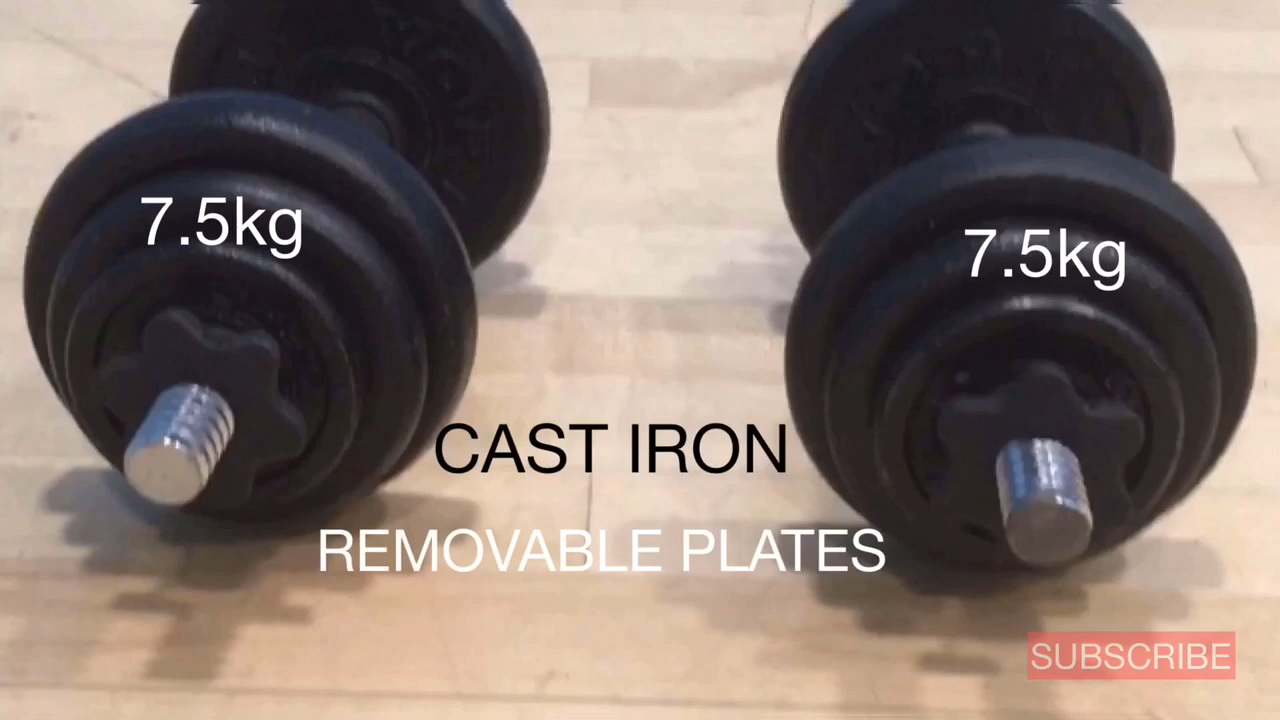 7.5kg
7.5kg
CAST IRON
REMOVABLE PLATES
SUBSCRIBE